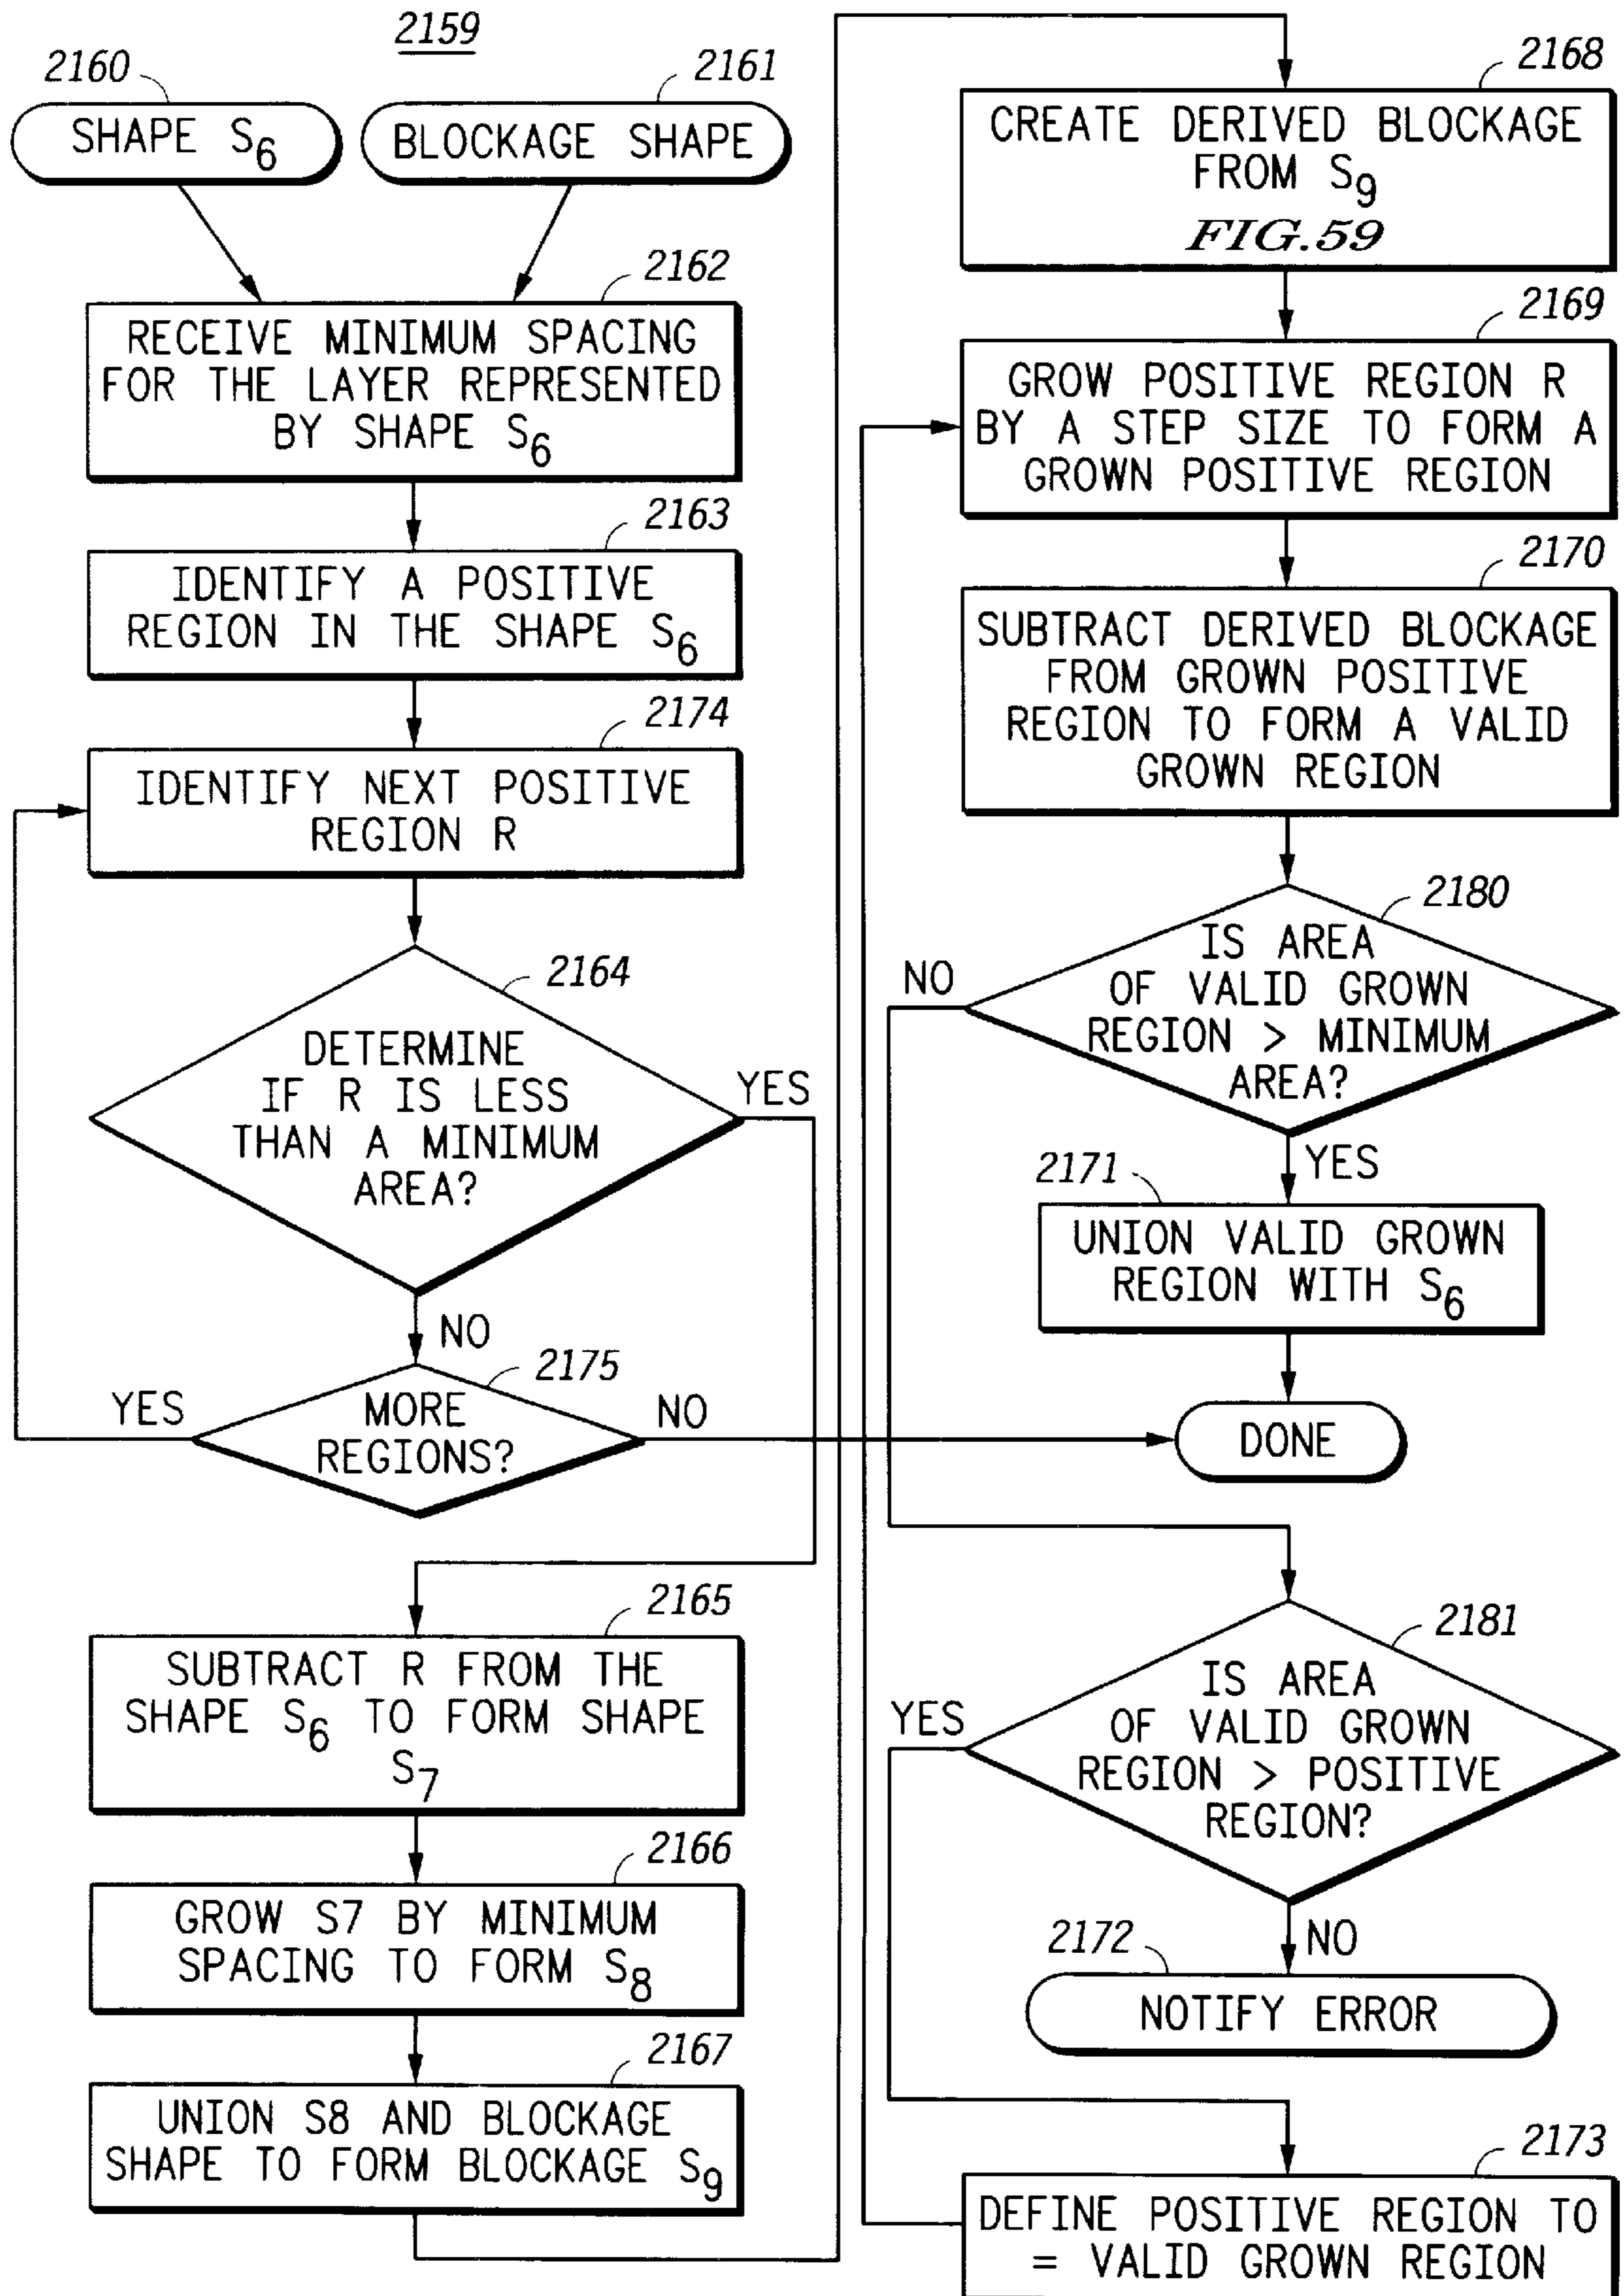 2159
2160
SHAPE S6
2161
BLOCKAGE SHAPE
2162
RECEIVE MINIMUM SPACING
FOR THE LAYER REPRESENTED
BY SHAPE S6
2163
IDENTIFY A POSITIVE
REGION IN THE SHAPE S6
2174
IDENTIFY NEXT POSITIVE
REGION R
2164
DETERMINE
IF R IS LESS
THAN A MINIMUM
AREA?
YES
NO
2175
MORE
REGIONS?
YES
NO
2165
SUBTRACT R FROM THE
SHAPE S6 TO FORM SHAPE
S7
2166
GROW S7 BY MINIMUM
SPACING TO FORM S8
2167
UNION S8 AND BLOCKAGE
SHAPE TO FORM BLOCKAGE S9
2168
CREATE DERIVED BLOCKAGE
FROM S9
FIG.59
2169
GROW POSITIVE REGION R
BY A STEP SIZE TO FORM A
GROWN POSITIVE REGION
2170
SUBTRACT DERIVED BLOCKAGE
FROM GROWN POSITIVE
REGION TO FORM A VALID
GROWN REGION
2180
IS AREA
OF VALID GROWN
REGION > MINIMUM
AREA?
NO
YES
2171
UNION VALID GROWN
REGION WITH S6
DONE
2181
IS AREA
OF VALID GROWN
REGION > POSITIVE
REGION?
YES
NO
2172
NOTIFY ERROR
2173
DEFINE POSITIVE REGION TO
= VALID GROWN REGION